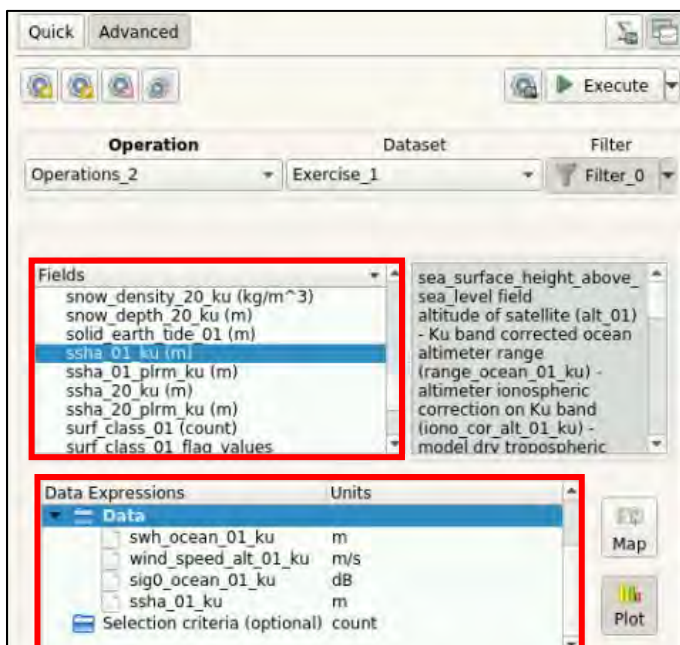 Quick Advanced
Execute
Operation Dataset Filter
Operations_2 Exercise_1 Filter_0
Fields
snow_density_20_ku (kg/m^3)
snow_depth_20_ku (m)
solid_earth_tide_01 (m)
ssha_01_ku (m)
ssha_01_plrm_ku (m)
ssha_20_ku (m)
ssha_20_plrm_ku (m)
surf_class_01 (count)
surf_class_01_flag_values
sea_surface_height_above_
sea_level field
altitude of satellite (alt_01)
- Ku band corrected ocean
altimeter range
(range_ocean_01_ku) -
altimeter ionospheric
correction on Ku band
(iono_cor_alt_01_ku) -
model dry tropospheric
Data Expressions Units
Data
swh_ocean_01_ku m
wind_speed_alt_01_ku m/s
sig0_ocean_01_ku dB
ssha_01_ku m
Selection criteria (optional) count
Map
Plot